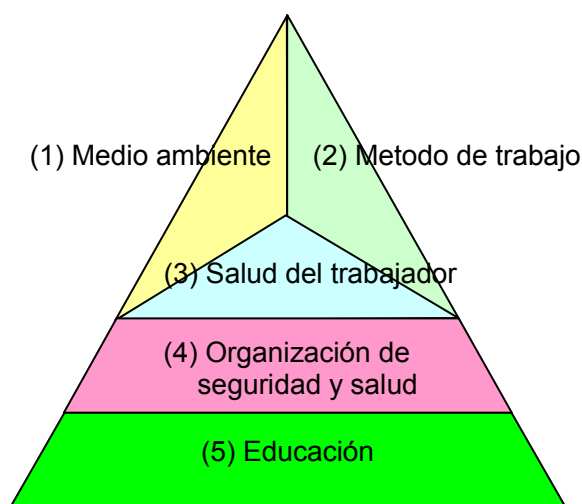 (1) Medio ambiente
(2) Metodo de trabajo
(3) Salud del trabajador
(4) Organización de
seguridad y salud
(5) Educación